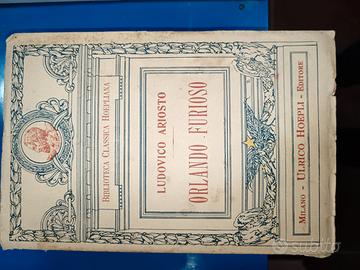 BIBLIOTECA CLASSICA HOEPLIANA
LUDOVICO ARIOSTO
ORLANDO FURIOSO
MILANO - ULRICO HOEPLI - EDITORE
subito